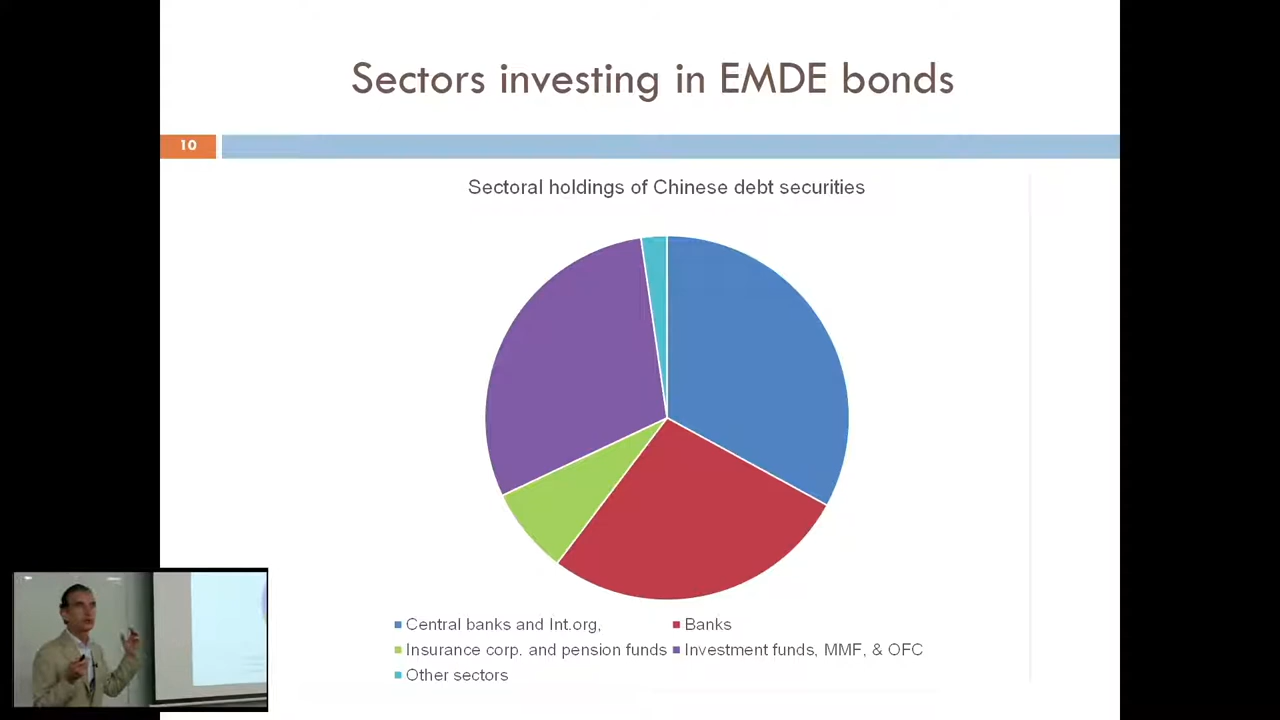 Sectors investing in EMDE bonds
10
Sectoral holdings of Chinese debt securities
Central banks and Int.org,
Banks
Insurance corp. and pension funds
Investment funds, MMF, & OFC
Other sectors